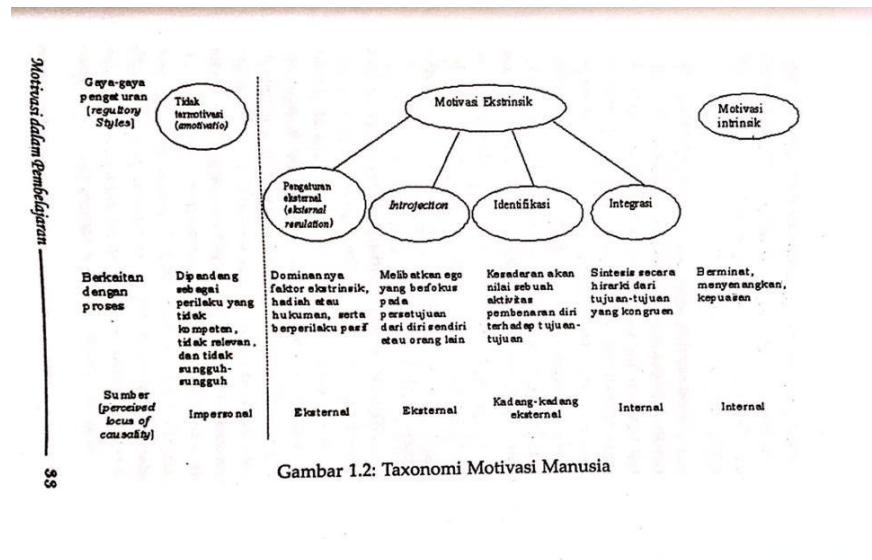 Motivasi dalam Pembelajaran
33
Gaya-gaya
pengaturan
[regultory
Styles]
Tidak
termotivasi
(amotivatio)
Motivasi Ekstrinsik
Motivasi
intrinsik
Pengaturan
eksternal
(eksternal
regulation)
Introjection
Identifikasi
Integrasi
Berkaitan
dengan
proses
Dipandang
sebagai
perilaku yang
tidak
kompeten,
tidak relevan,
dan tidak
sungguh-
sungguh
Dominannya
faktor ekstrinsik,
hadiah atau
hukuman, serta
berperilaku pasif
Melibatkan ego
yang berfokus
pada
persetujuan
dari diri sendiri
atau orang lain
Kesadaran akan
nilai sebuah
aktivitas
pembenaran diri
terhadap tujuan-
tujuan
Sintesis secara
hirarki dari
tujuan-tujuan
yang kongruen
Berminat,
menyenangkan,
kepuasan
Sumber
[perceived
locus of
causality]
Impersonal
Eksternal
Eksternal
Kadang-kadang
eksternal
Internal
Internal
Gambar 1.2: Taxonomi Motivasi Manusia